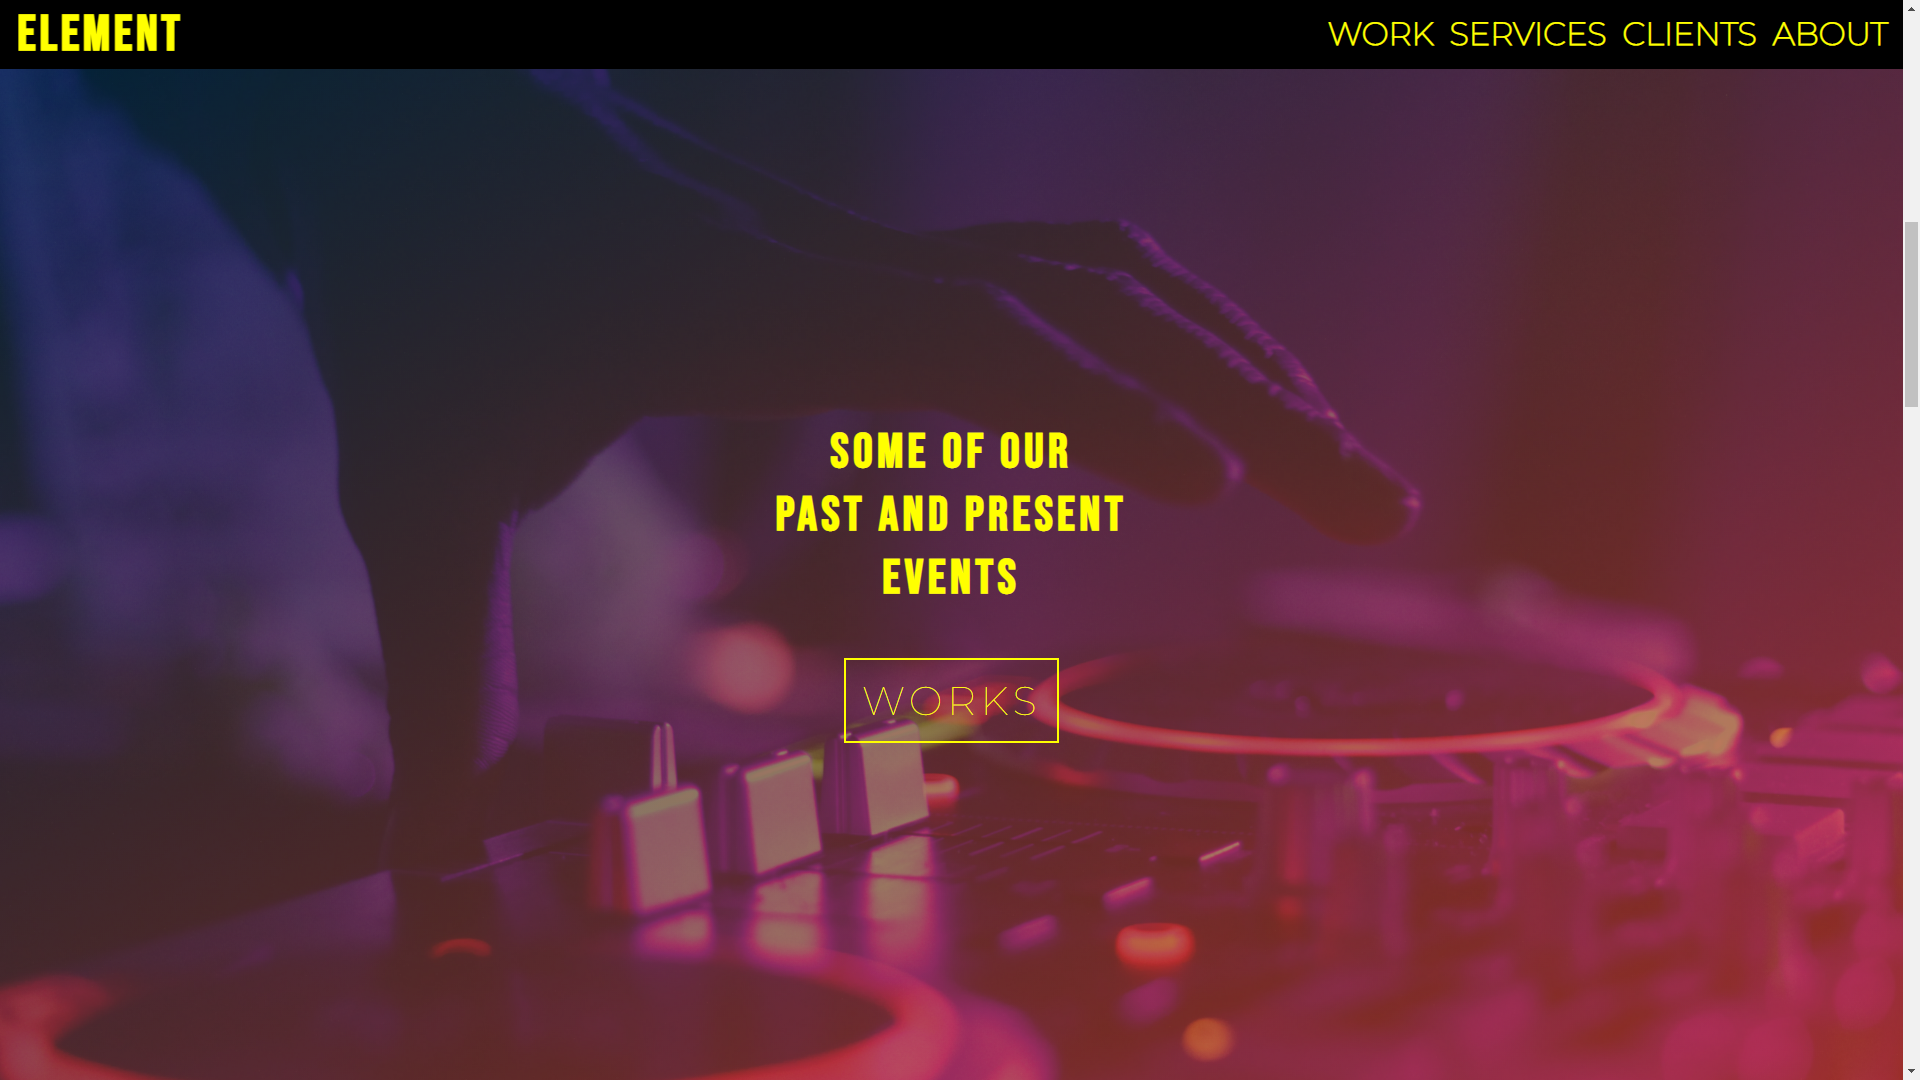 ELEMENT
WORK SERVICES CLIENTS ABOUT
SOME OF OUR
PAST AND PRESENT
EVENTS
WORKS